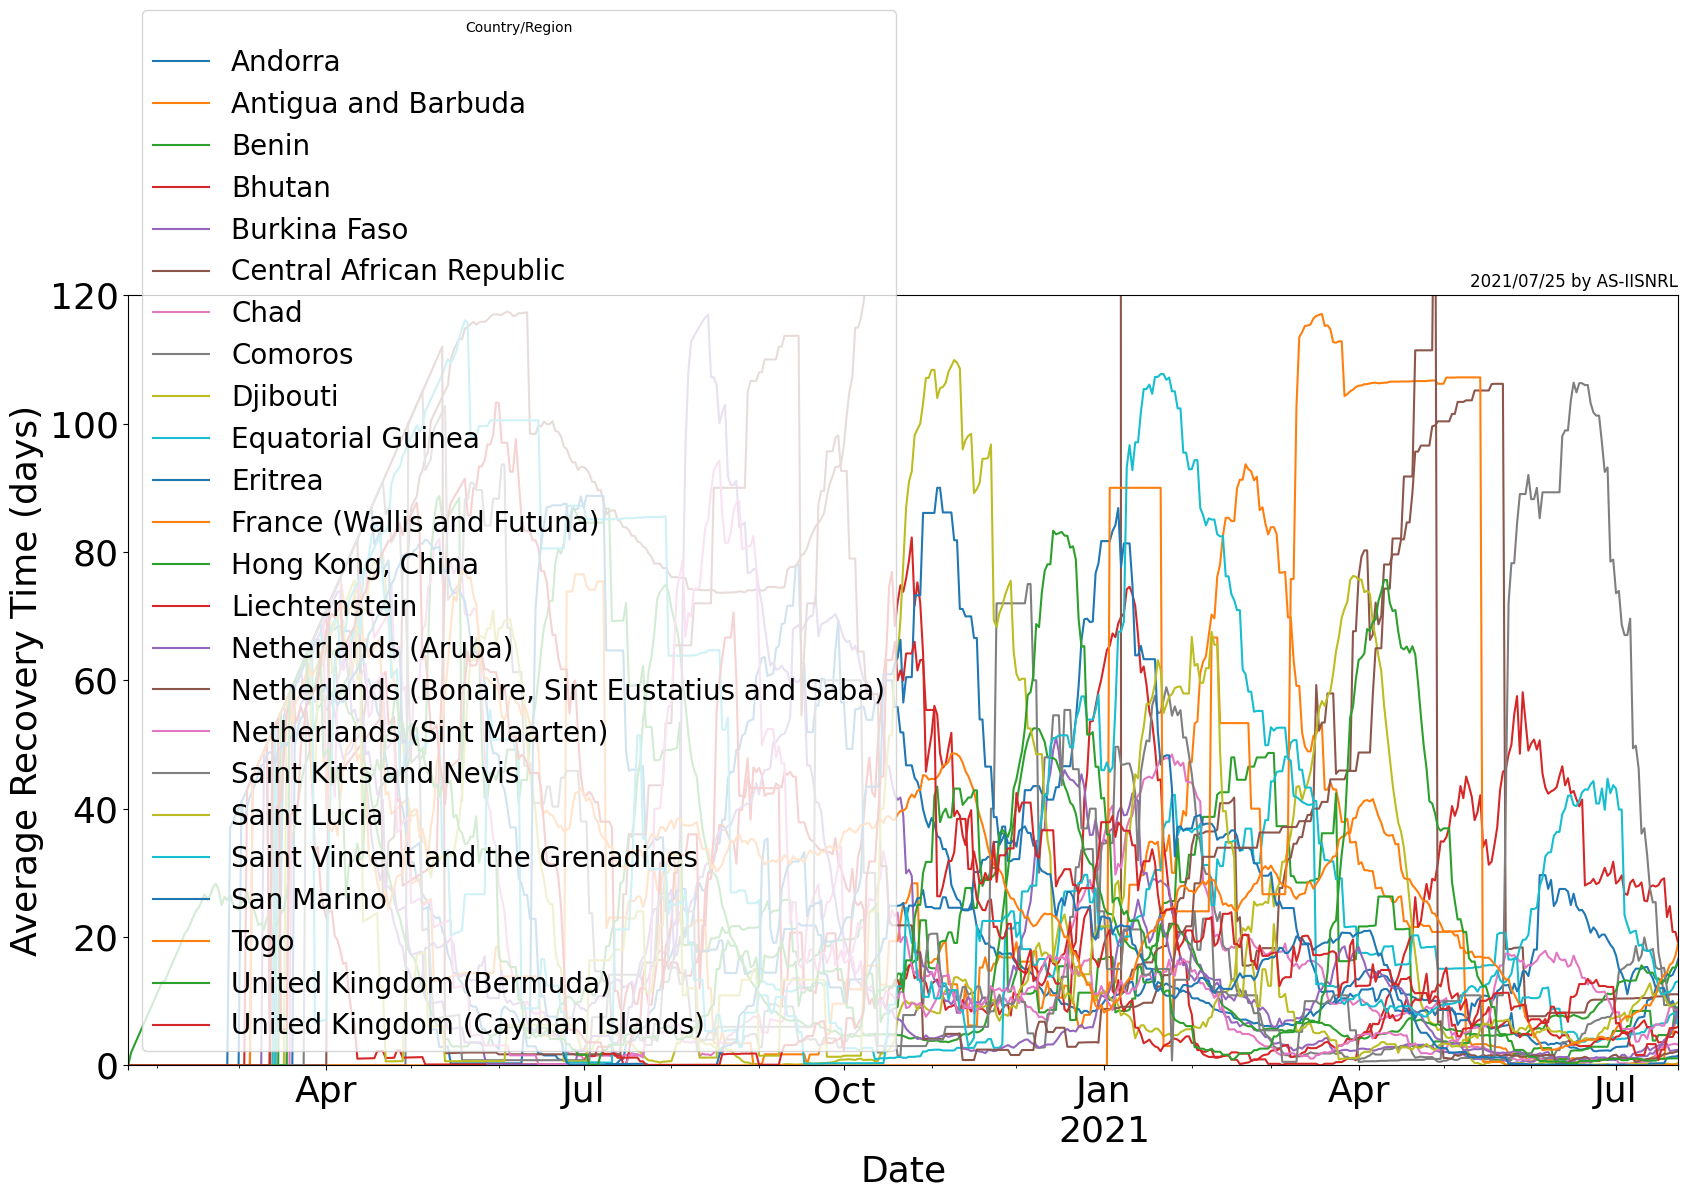 Country/Region
Andorra
Antigua and Barbuda
Benin
Bhutan
Burkina Faso
Central African Republic
Chad
Comoros
Djibouti
Equatorial Guinea
Eritrea
France (Wallis and Futuna)
Hong Kong, China
Liechtenstein
Netherlands (Aruba)
Netherlands (Bonaire, Sint Eustatius and Saba)
Netherlands (Sint Maarten)
Saint Kitts and Nevis
Saint Lucia
Saint Vincent and the Grenadines
San Marino
Togo
United Kingdom (Bermuda)
United Kingdom (Cayman Islands)
2021/07/25 by AS-IISNRL
Average Recovery Time (days)
120
100
80
60
40
20
0
Apr Jul Oct Jan Apr Jul
2021
Date